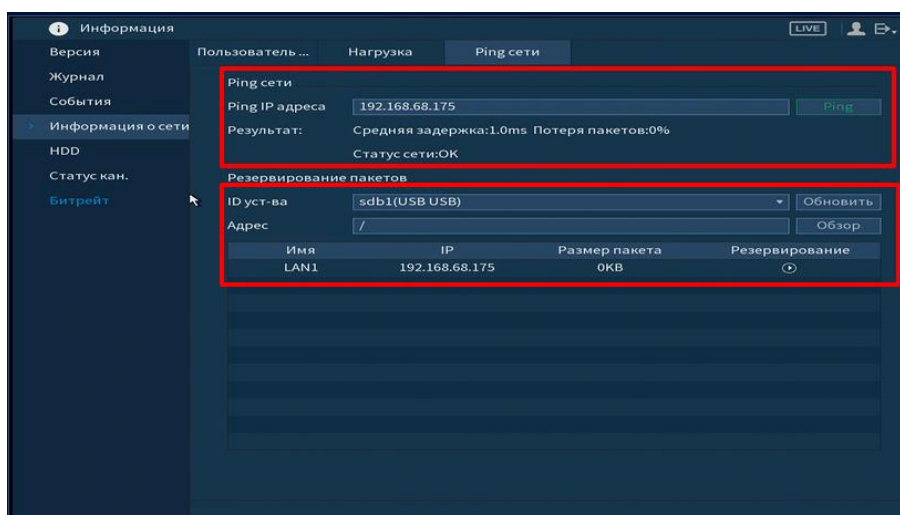 Информация LIVE
Версия Пользователь ... Нагрузка Ping сети
Журнал
Ping сети
События
Ping IP адреса 192.168.68.175 Ping
Информация о сети
Результат: Средняя задержка:1.0ms Потеря пакетов:0%
HDD
Статус сети:OK
Статус кан.
Резервирование пакетов
Битрейт
ID уст-ва sdb1(USB USB) Обновить
Адрес / Обзор
Имя IP Размер пакета Резервирование
LAN1 192.168.68.175 0KB